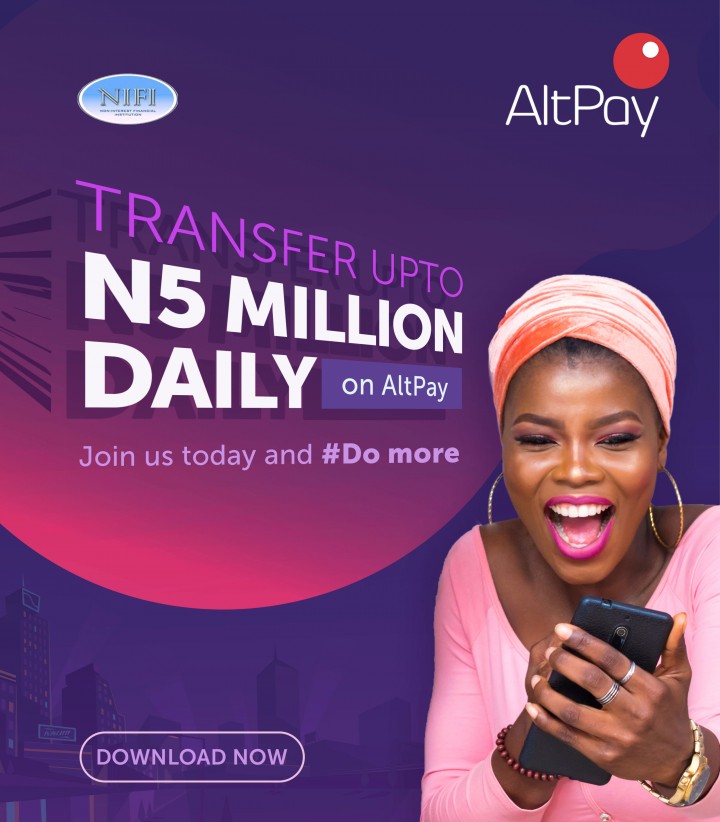 NIFI
NON INTEREST FINANCIAL
INSTITUTION
AltPay
TRANSFER UPTO
N5 MILLION
DAILY
on AltPay
Join us today and #Do more
DOWNLOAD NOW